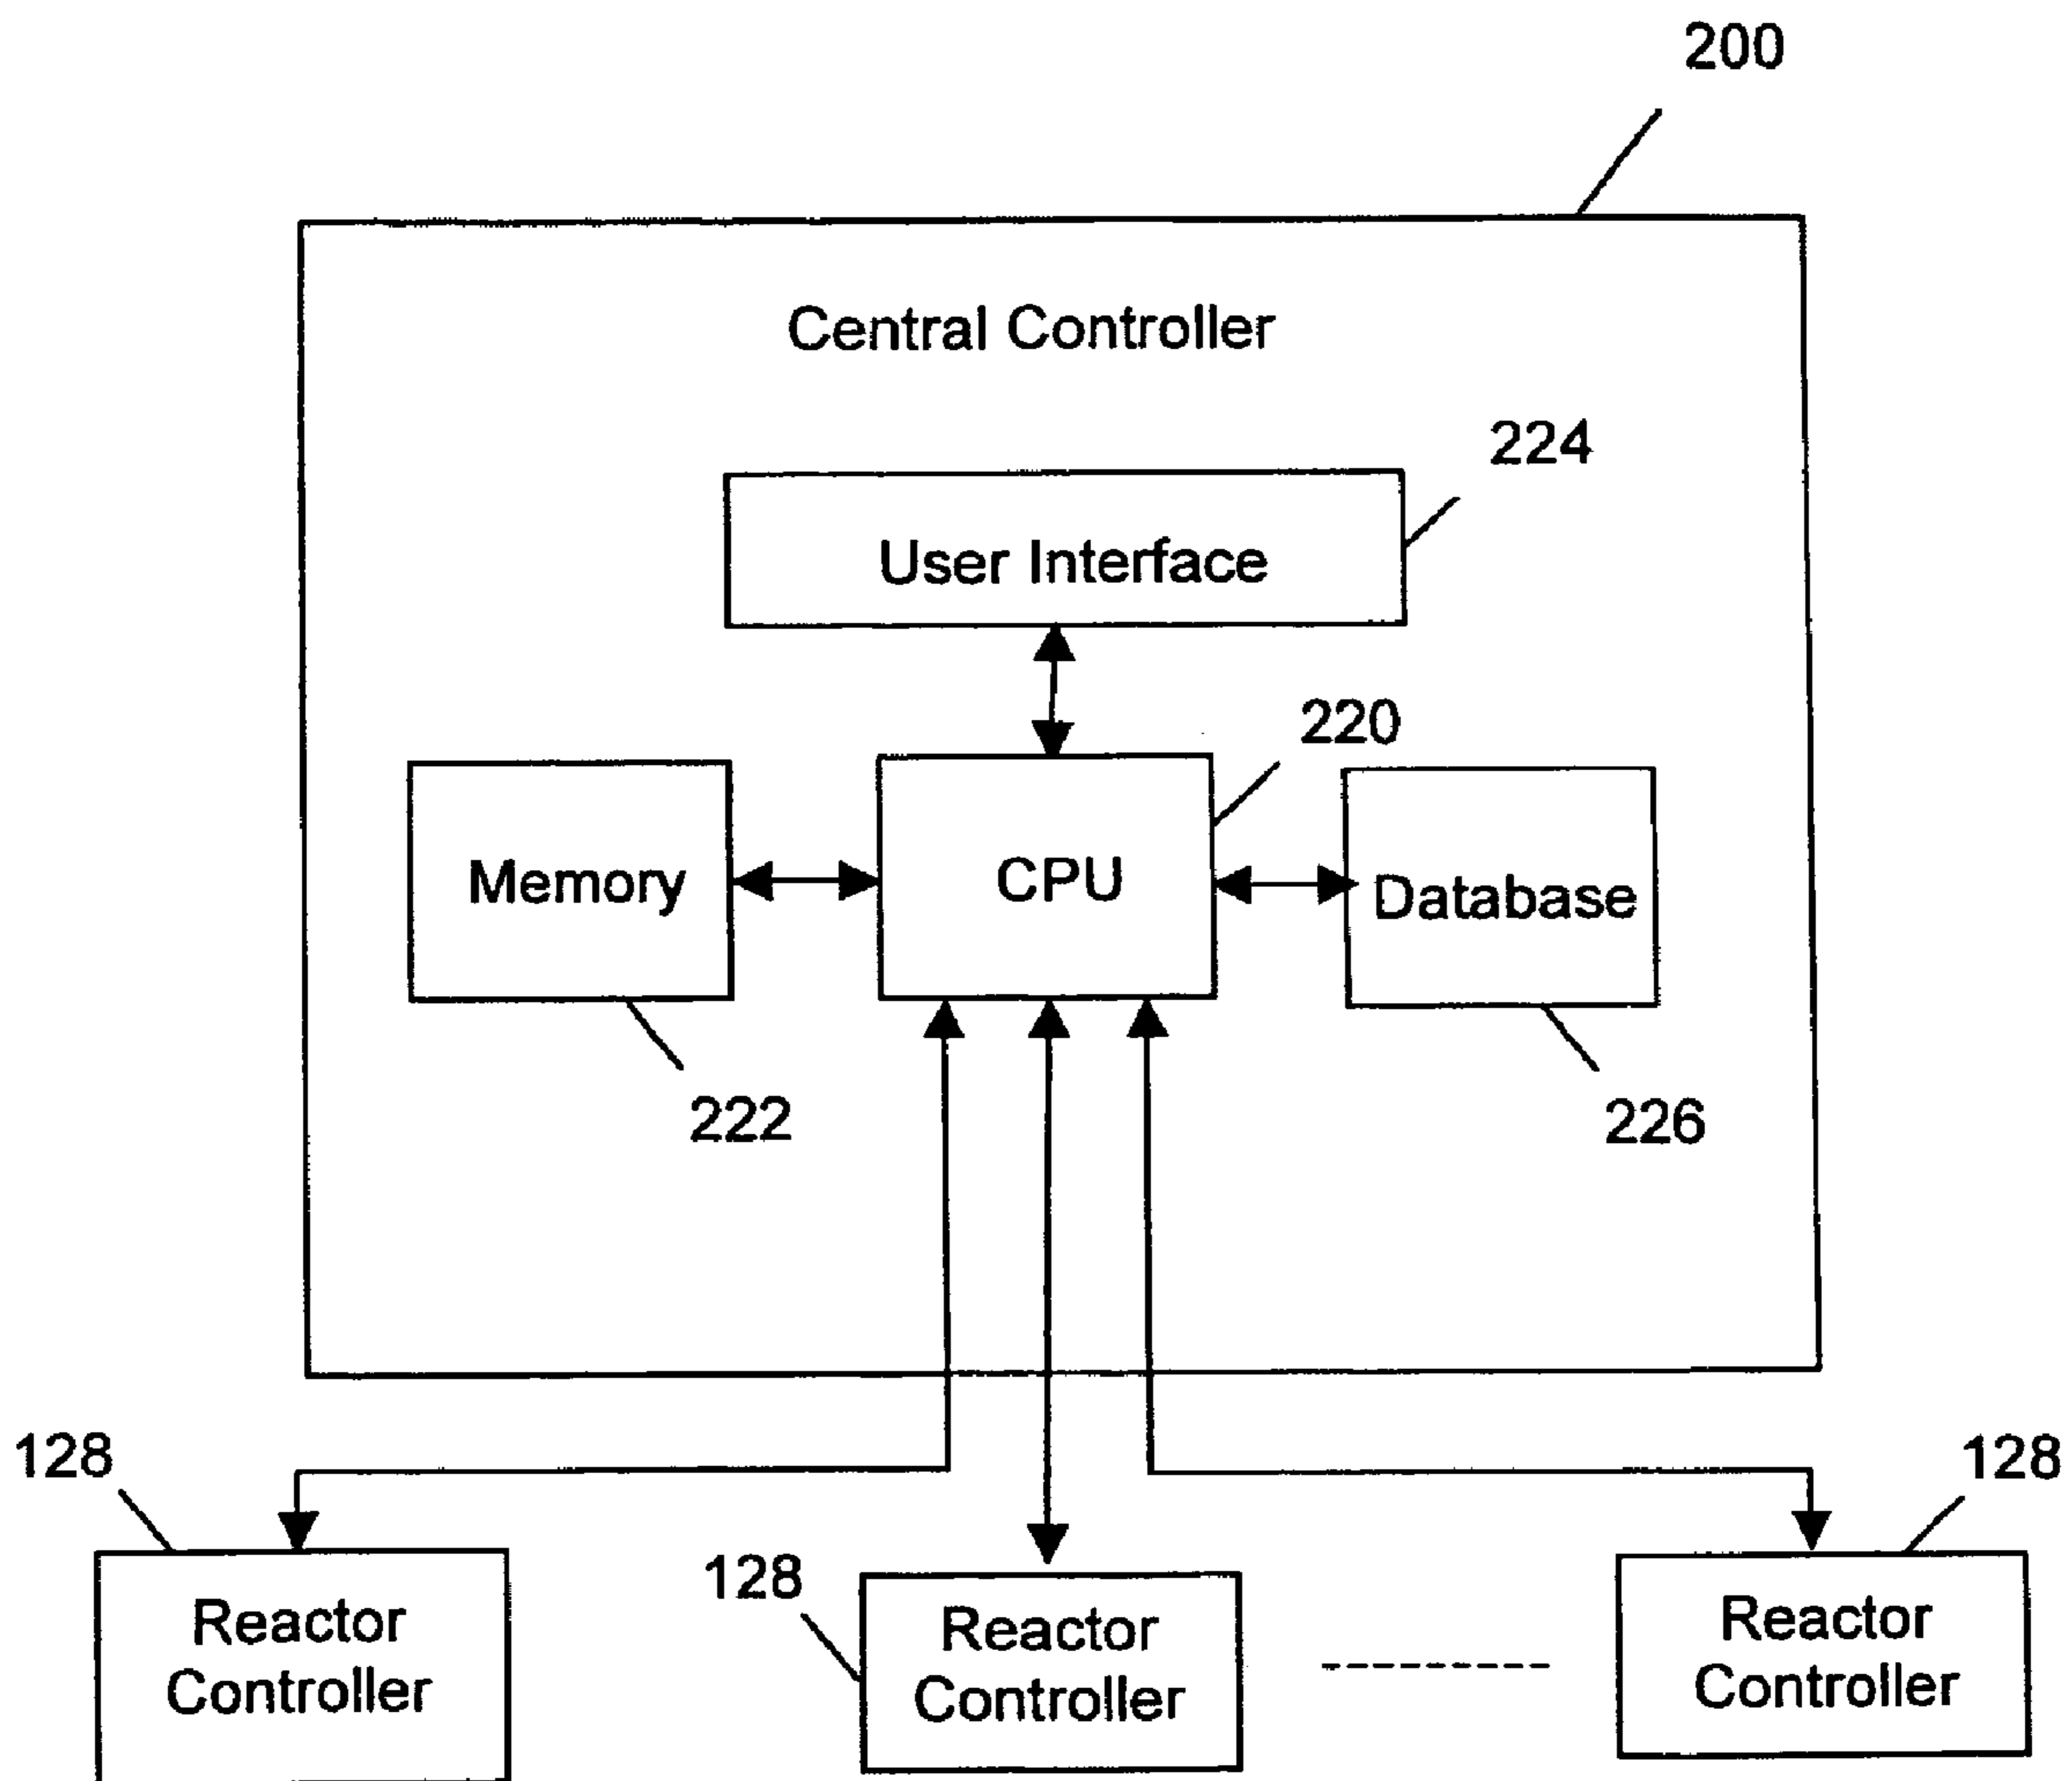 200
Central Controller
224
User Interface
220
Memory
CPU
Database
222
226
128
128
128
Reactor
Controller
Reactor
Controller
Reactor
Controller